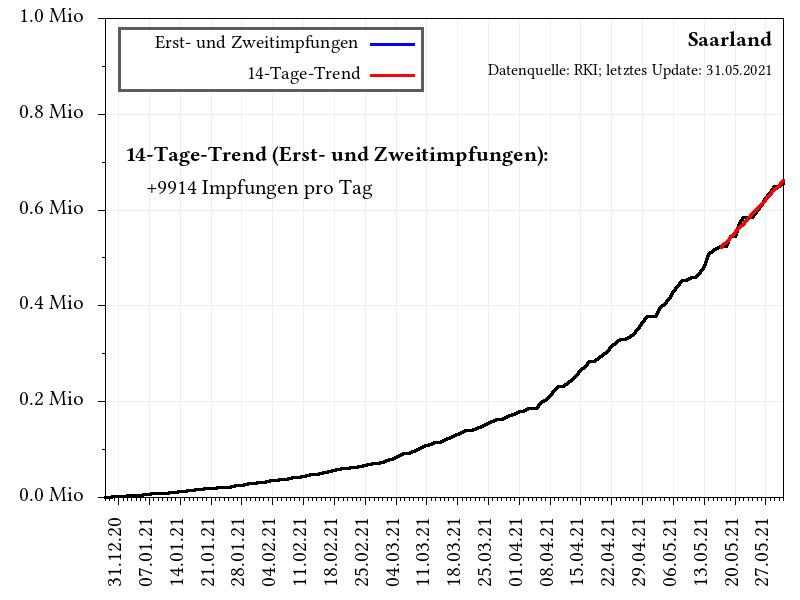 1.0 Mio
0.8 Mio
0.6 Mio
0.4 Mio
0.2 Mio
0.0 Mio
Erst- und Zweitimpfungen
14-Tage-Trend
Saarland
Datenquelle: RKI; letztes Update: 31.05.2021
14-Tage-Trend (Erst- und Zweitimpfungen):
+9914 Impfungen pro Tag
31.12.20
07.01.21
14.01.21
21.01.21
28.01.21
04.02.21
11.02.21
18.02.21
25.02.21
04.03.21
11.03.21
18.03.21
25.03.21
01.04.21
08.04.21
15.04.21
22.04.21
29.04.21
06.05.21
13.05.21
20.05.21
27.05.21